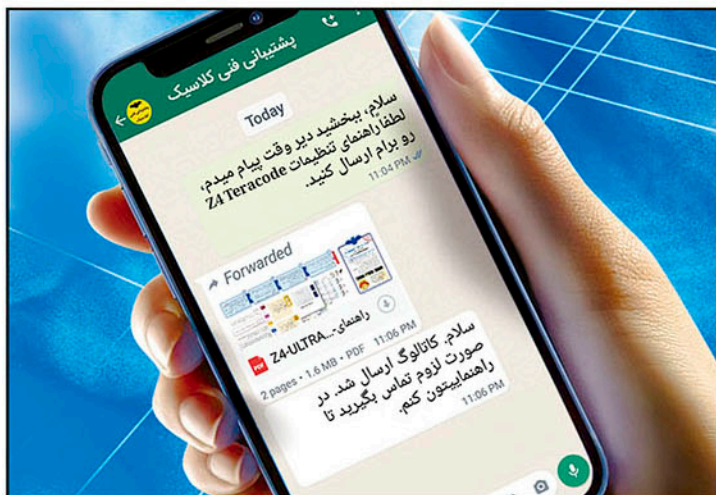 پشتیبانی فنی کلاسیک
Today
سلام، ببخشید دیر وقت پیام میدم،
لطفا راهنمای تنظیمات Z4 Teracode
رو برام ارسال کنید.
11:04 PM
Forwarded
راهنمای-Z4-ULTRA...
PDF
2 pages • 1.6 MB • PDF 11:06 PM
سلام. کاتالوگ ارسال شد. در
صورت لزوم تماس بگیرید تا
راهنماییتون کنم.
11:06 PM